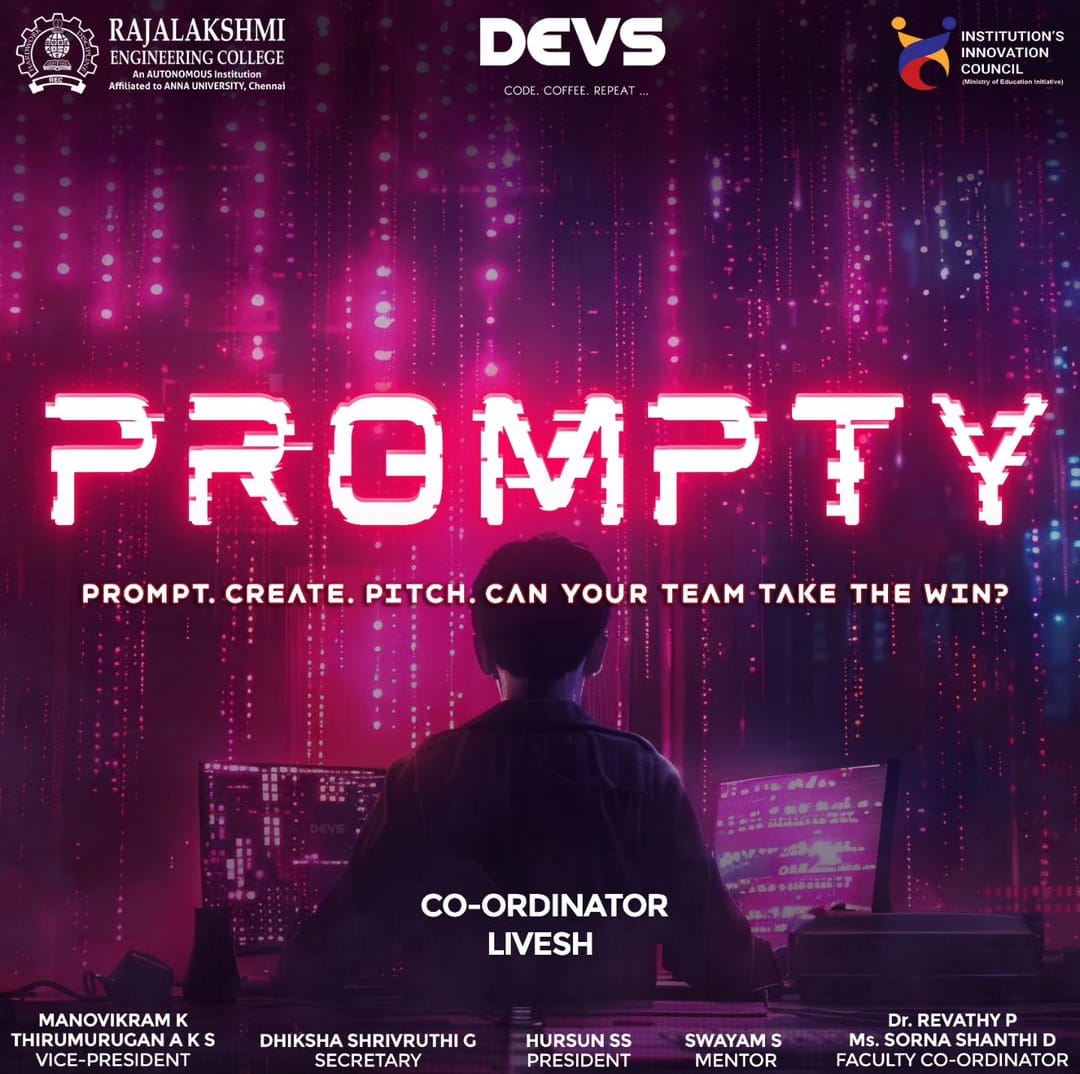 RAJALAKSHMI
ENGINEERING COLLEGE
An AUTONOMOUS Institution
Affiliated to ANNA UNIVERSITY, Chennai
REC
DEVS
CODE. COFFEE. REPEAT ...
INSTITUTION'S
INNOVATION
COUNCIL
(Ministry of Education Initiative)
PROMPTY
PROMPT. CREATE. PITCH. CAN YOUR TEAM TAKE THE WIN?
DEVS
CO-ORDINATOR
LIVESH
MANOVIKRAM K
THIRUMURUGAN A K S
VICE-PRESIDENT
DHIKSHA SHRIVRUTHI G
SECRETARY
HURSUN SS
PRESIDENT
SWAYAM S
MENTOR
Dr. REVATHY P
Ms. SORNA SHANTHI D
FACULTY CO-ORDINATOR